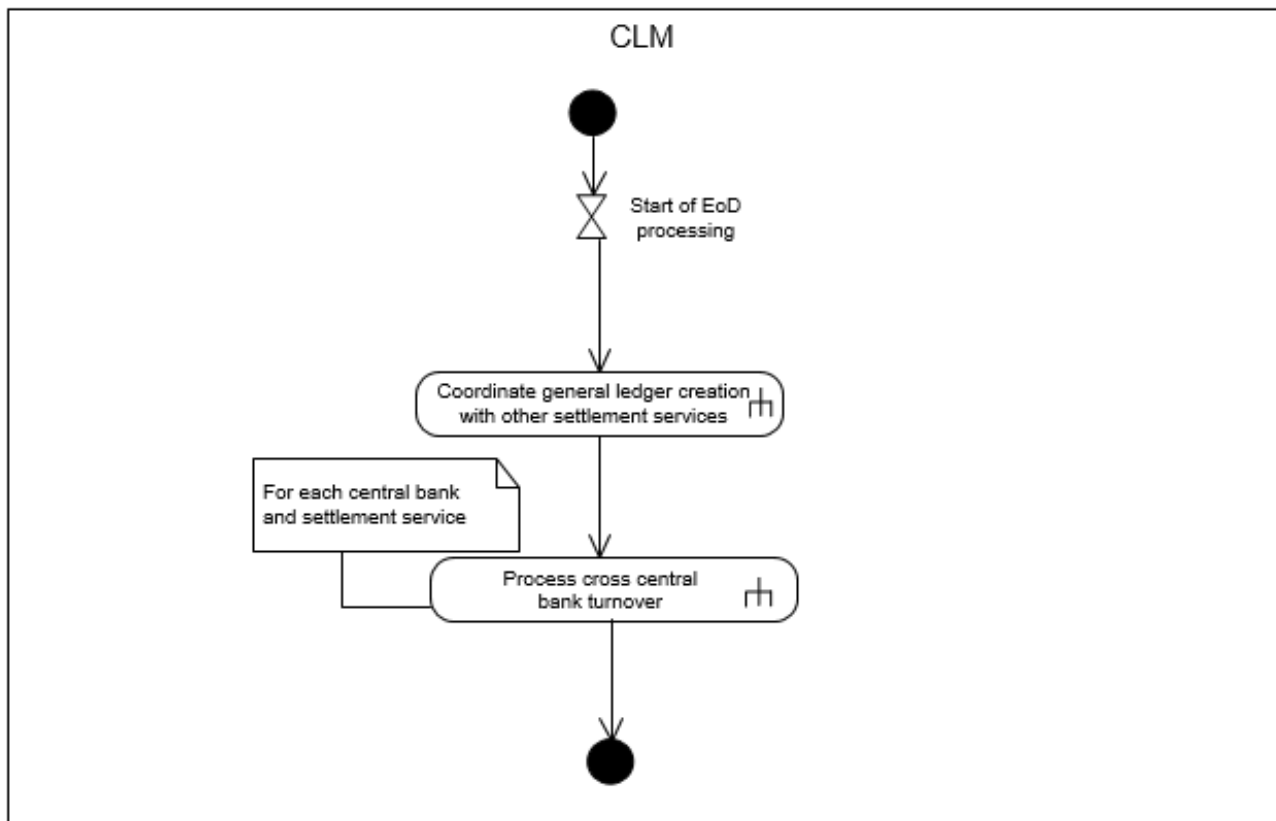 CLM
Start of EoD
processing
Coordinate general ledger creation
with other settlement services
For each central bank
and settlement service
Process cross central
bank turnover